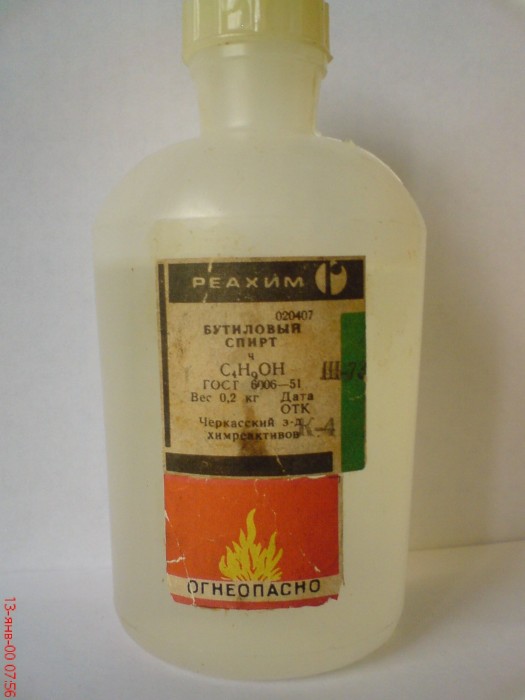 РЕАХИМ
020407
БУТИЛОВЫЙ
СПИРТ
ч
C₄H₉OH
ГОСТ 6006—51
Вес 0,2 кг Дата
ОТК
Черкасский з-д
химреактивов
К-4
ОГНЕОПАСНО
13-янв-00 07:56